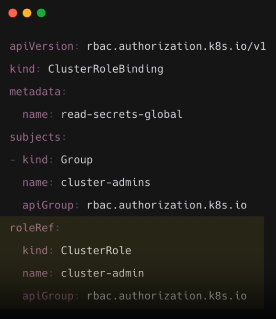 apiVersion: rbac.authorization.k8s.io/v1
kind: ClusterRoleBinding
metadata:
  name: read-secrets-global
subjects:
- kind: Group
  name: cluster-admins
  apiGroup: rbac.authorization.k8s.io
roleRef:
  kind: ClusterRole
  name: cluster-admin
  apiGroup: rbac.authorization.k8s.io